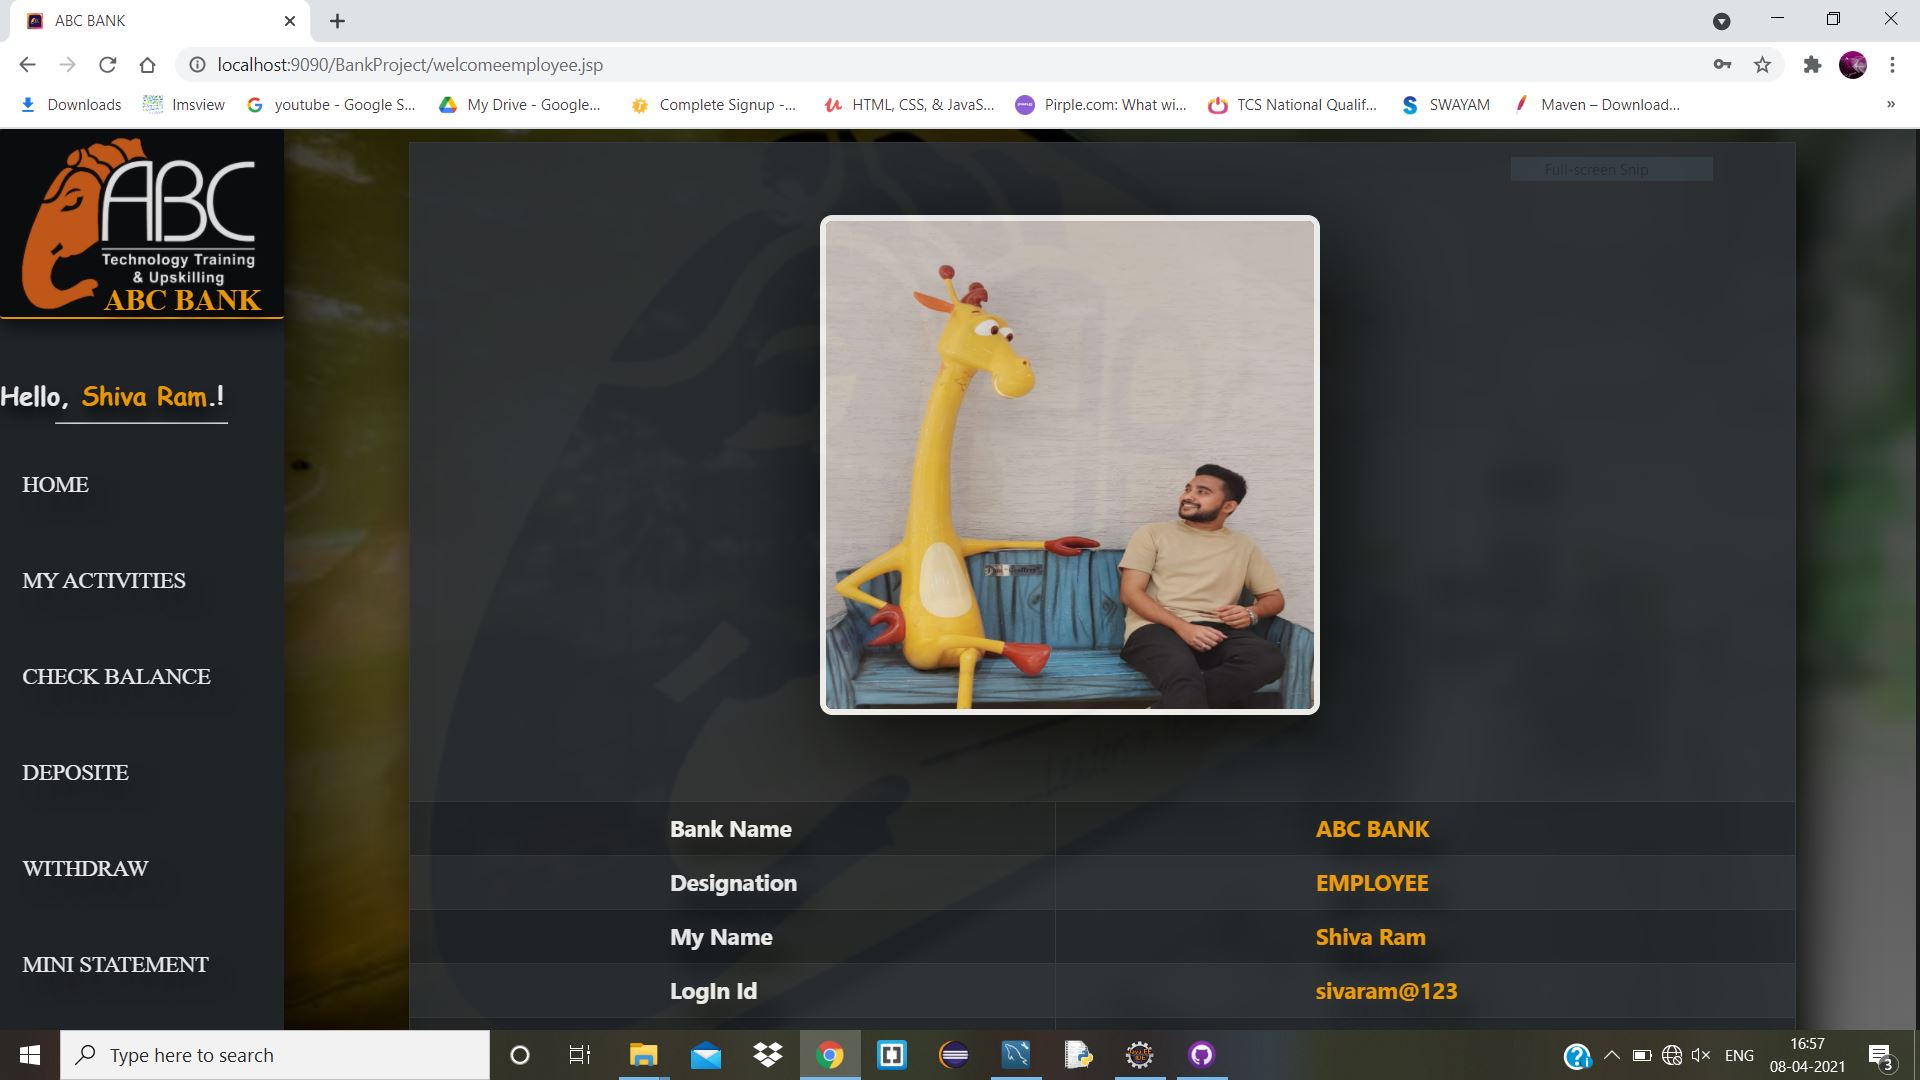 ABC BANK
localhost:9090/BankProject/welcomeemployee.jsp
Downloads
Imsview
youtube - Google S...
My Drive - Google...
Complete Signup -...
HTML, CSS, & JavaS...
Pirple.com: What wi...
TCS National Qualif...
SWAYAM
Maven – Download...
»
ABC
Technology Training
& Upskilling
ABC BANK
Full-screen Snip
Hello, Shiva Ram.!
HOME
MY ACTIVITIES
CHECK BALANCE
DEPOSITE
WITHDRAW
MINI STATEMENT
Bank Name
ABC BANK
Designation
EMPLOYEE
My Name
Shiva Ram
LogIn Id
sivaram@123
Type here to search
ENG
16:57
08-04-2021
3